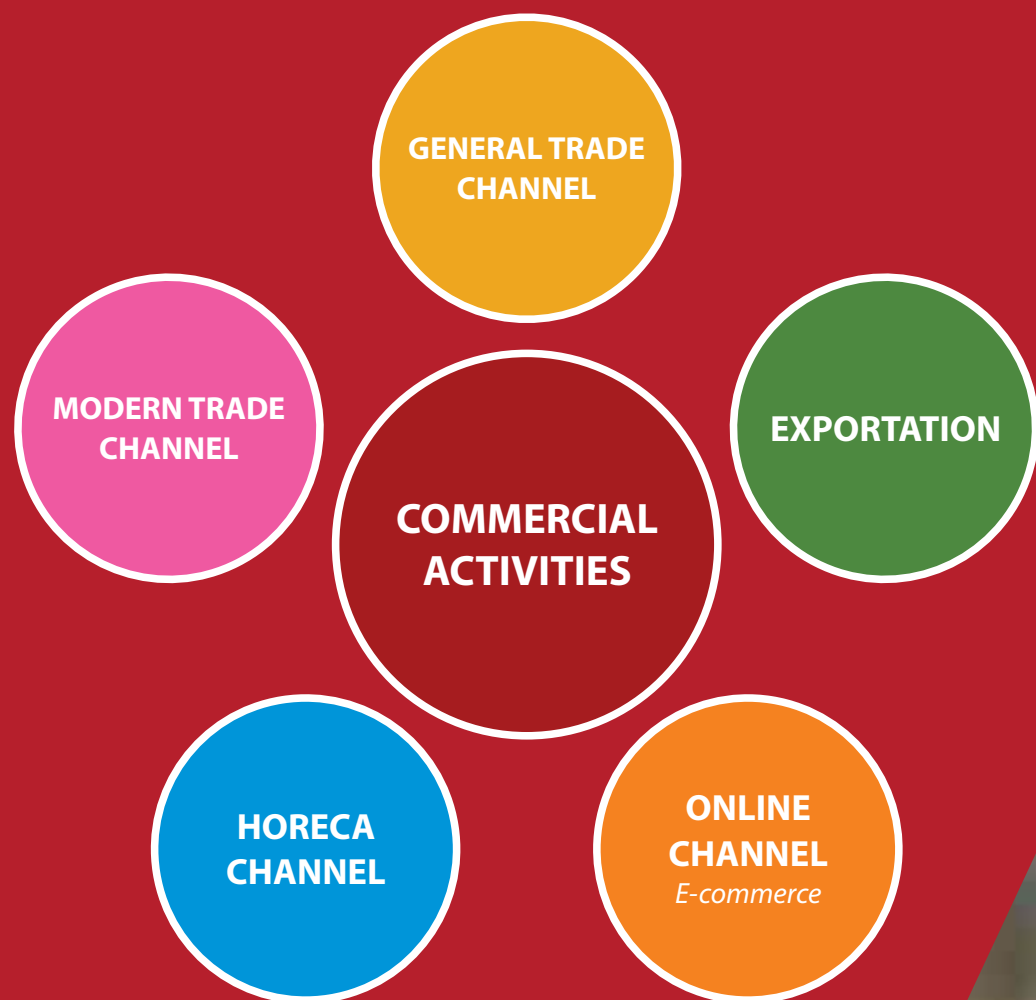 GENERAL TRADE
CHANNEL
MODERN TRADE
CHANNEL
EXPORTATION
COMMERCIAL
ACTIVITIES
HORECA
CHANNEL
ONLINE
CHANNEL
E-commerce